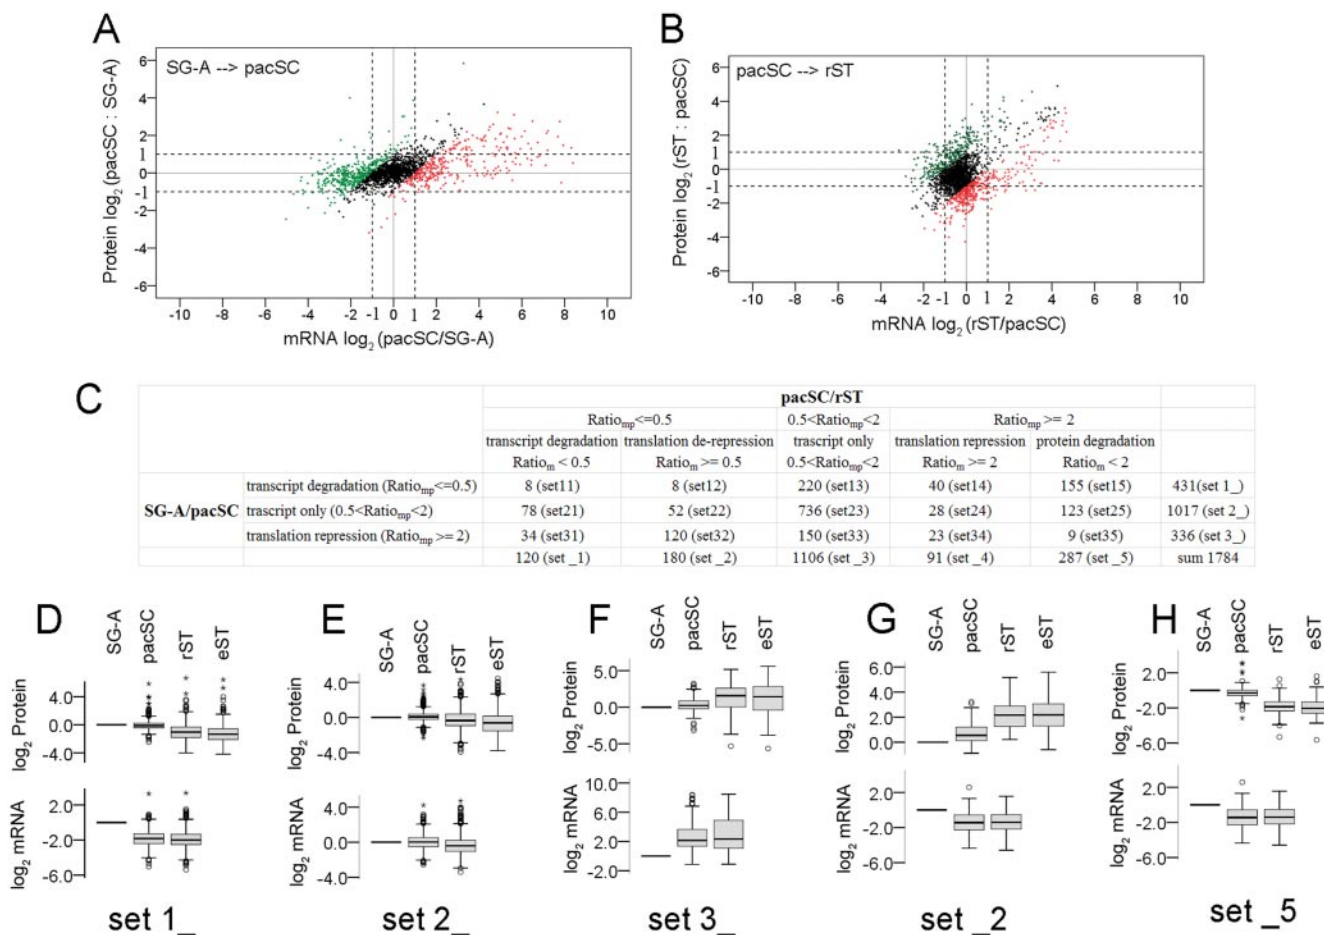 A
SG-A --> pacSC
Protein log2 (pacSC : SG-A)
6
4
2
1
0
-1
-2
-4
-6
-10
-8
-6
-4
-2
-1
0
1
2
4
6
8
10
mRNA log2 (pacSC/SG-A)
B
pacSC --> rST
Protein log2 (rST : pacSC)
6
4
2
1
0
-1
-2
-4
-6
-10
-8
-6
-4
-2
-1
0
1
2
4
6
8
10
mRNA log2 (rST/pacSC)
C
pacSC/rST
Ratiomp<=0.5 0.5<Ratiomp<2 Ratiomp >= 2
transcript degradation translation de-repression trascript only translation repression protein degradation
Ratiom < 0.5 Ratiom >= 0.5 0.5<Ratiomp<2 Ratiom >= 2 Ratiom < 2
SG-A/pacSC
transcript degradation (Ratiomp<=0.5) 8 (set11) 8 (set12) 220 (set13) 40 (set14) 155 (set15) 431(set 1_)
trascript only (0.5<Ratiomp<2) 78 (set21) 52 (set22) 736 (set23) 28 (set24) 123 (set25) 1017 (set 2_)
translation repression (Ratiomp >= 2) 34 (set31) 120 (set32) 150 (set33) 23 (set34) 9 (set35) 336 (set 3_)
120 (set _1) 180 (set _2) 1106 (set _3) 91 (set _4) 287 (set _5) sum 1784
D
SG-A
pacSC
rST
eST
log2 Protein
4.0
0.0
-4.0
log2 mRNA
2.0
-2.0
-6.0
set 1_
E
SG-A
pacSC
rST
eST
log2 Protein
4.0
0.0
-4.0
log2 mRNA
4.0
0.0
-4.0
set 2_
F
SG-A
pacSC
rST
eST
log2 Protein
5.0
0.0
-5.0
log2 mRNA
10.0
6.0
2.0
-2.0
set 3_
G
SG-A
pacSC
rST
eST
log2 Protein
6.0
4.0
2.0
0.0
log2 mRNA
2.0
-2.0
-6.0
set _2
H
SG-A
pacSC
rST
eST
log2 Protein
2.0
-2.0
-6.0
log2 mRNA
2.0
-2.0
-6.0
set _5